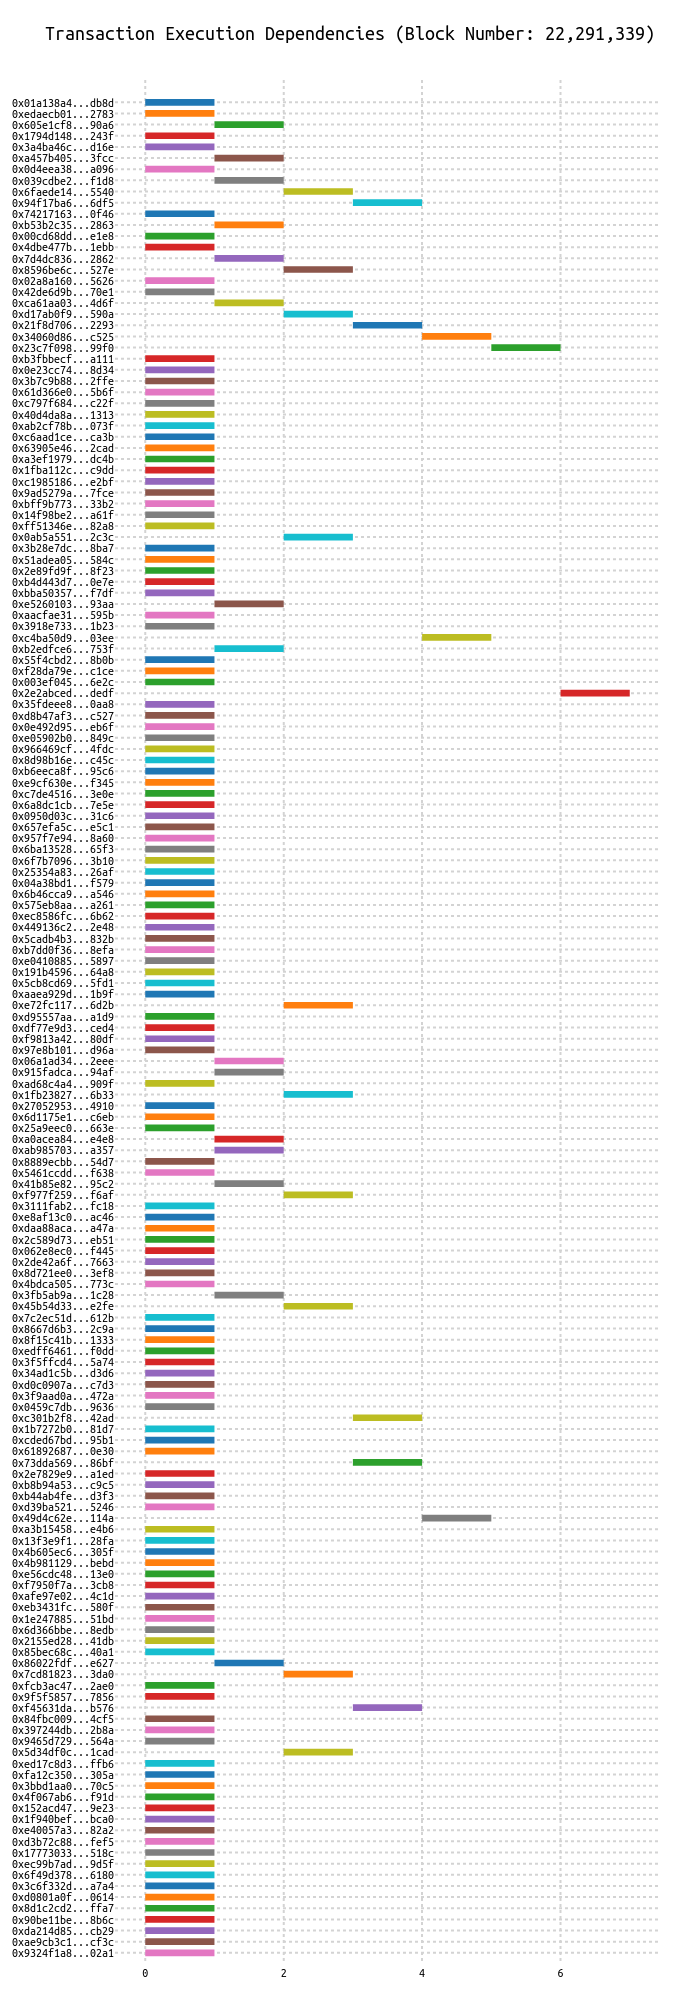 Transaction Execution Dependencies (Block Number: 22,291,339)
0x01a138a4...db8d
0xedaecb01...2783
0x605e1cf8...90a6
0x1794d148...243f
0x3a4ba46c...d16e
0xa457b405...3fcc
0x0d4eea38...a096
0x039cdbe2...f1d8
0x6faede14...5540
0x94f17ba6...6df5
0x74217163...0f46
0xb53b2c35...2863
0x00cd68dd...e1e8
0x4dbe477b...1ebb
0x7d4dc836...2862
0x8596be6c...527e
0x02a8a160...5626
0x42de6d9b...70e1
0xca61aa03...4d6f
0xd17ab0f9...590a
0x21f8d706...2293
0x34060d86...c525
0x23c7f098...99f0
0xb3fbbecf...a111
0x0e23cc74...8d34
0x3b7c9b88...2ffe
0x61d366e0...5b6f
0xc797f684...c22f
0x40d4da8a...1313
0xab2cf78b...073f
0xc6aad1ce...ca3b
0x63905e46...2cad
0xa3ef1979...dc4b
0x1fba112c...c9dd
0xc1985186...e2bf
0x9ad5279a...7fce
0xbff9b773...33b2
0x14f98be2...a61f
0xff51346e...82a8
0x0ab5a551...2c3c
0x3b28e7dc...8ba7
0x51adea05...584c
0x2e89fd9f...8f23
0xb4d443d7...0e7e
0xbba50357...f7df
0xe5260103...93aa
0xaacfae31...595b
0x3918e733...1b23
0xc4ba50d9...03ee
0xb2edfce6...753f
0x55f4cbd2...8b0b
0xf28da79e...c1ce
0x003ef045...6e2c
0x2e2abced...dedf
0x35fdeee8...0aa8
0xd8b47af3...c527
0x0e492d95...eb6f
0xe05902b0...849c
0x966469cf...4fdc
0x8d98b16e...c45c
0xb6eeca8f...95c6
0xe9cf630e...f345
0xc7de4516...3e0e
0x6a8dc1cb...7e5e
0x0950d03c...31c6
0x657efa5c...e5c1
0x957f7e94...8a60
0x6ba13528...65f3
0x6f7b7096...3b10
0x25354a83...26af
0x04a38bd1...f579
0x6b46cca9...a546
0x575eb8aa...a261
0xec8586fc...6b62
0x449136c2...2e48
0x5cadb4b3...832b
0xb7dd0f36...8efa
0xe0410885...5897
0x191b4596...64a8
0x5cb8cd69...5fd1
0xaaea929d...1b9f
0xe72fc117...6d2b
0xd95557aa...a1d9
0xdf77e9d3...ced4
0xf9813a42...80df
0x97e8b101...d96a
0x06a1ad34...2eee
0x915fadca...94af
0xad68c4a4...909f
0x1fb23827...6b33
0x27052953...4910
0x6d1175e1...c6eb
0x25a9eec0...663e
0xa0acea84...e4e8
0xab985703...a357
0x8889ecbb...54d7
0x5461ccdd...f638
0x41b85e82...95c2
0xf977f259...f6af
0x3111fab2...fc18
0xe8af13c0...ac46
0xdaa88aca...a47a
0x2c589d73...eb51
0x062e8ec0...f445
0x2de42a6f...7663
0x8d721ee0...3ef8
0x4bdca505...773c
0x3fb5ab9a...1c28
0x45b54d33...e2fe
0x7c2ec51d...612b
0x8667d6b3...2c9a
0x8f15c41b...1333
0xedff6461...f0dd
0x3f5ffcd4...5a74
0x34ad1c5b...d3d6
0xd0c0907a...c7d3
0x3f9aad0a...472a
0x0459c7db...9636
0xc301b2f8...42ad
0x1b7272b0...81d7
0xcded67bd...95b1
0x61892687...0e30
0x73dda569...86bf
0x2e7829e9...a1ed
0xb8b94a53...c9c5
0xb44ab4fe...d3f3
0xd39ba521...5246
0x49d4c62e...114a
0xa3b15458...e4b6
0x13f3e9f1...28fa
0x4b605ec6...305f
0x4b981129...bebd
0xe56cdc48...13e0
0xf7950f7a...3cb8
0xafe97e02...4c1d
0xeb3431fc...580f
0x1e247885...51bd
0x6d366bbe...8edb
0x2155ed28...41db
0x85bec68c...40a1
0x86022fdf...e627
0x7cd81823...3da0
0xfcb3ac47...2ae0
0x9f5f5857...7856
0xf45631da...b576
0x84fbc009...4cf5
0x397244db...2b8a
0x9465d729...564a
0x5d34df0c...1cad
0xed17c8d3...ffb6
0xfa12c350...305a
0x3bbd1aa0...70c5
0x4f067ab6...f91d
0x152acd47...9e23
0x1f940bef...bca0
0xe40057a3...82a2
0xd3b72c88...fef5
0x17773033...518c
0xec99b7ad...9d5f
0x6f49d378...6180
0x3c6f332d...a7a4
0xd0801a0f...0614
0x8d1c2cd2...ffa7
0x90be11be...8b6c
0xda214d85...cb29
0xae9cb3c1...cf3c
0x9324f1a8...02a1
0 2 4 6